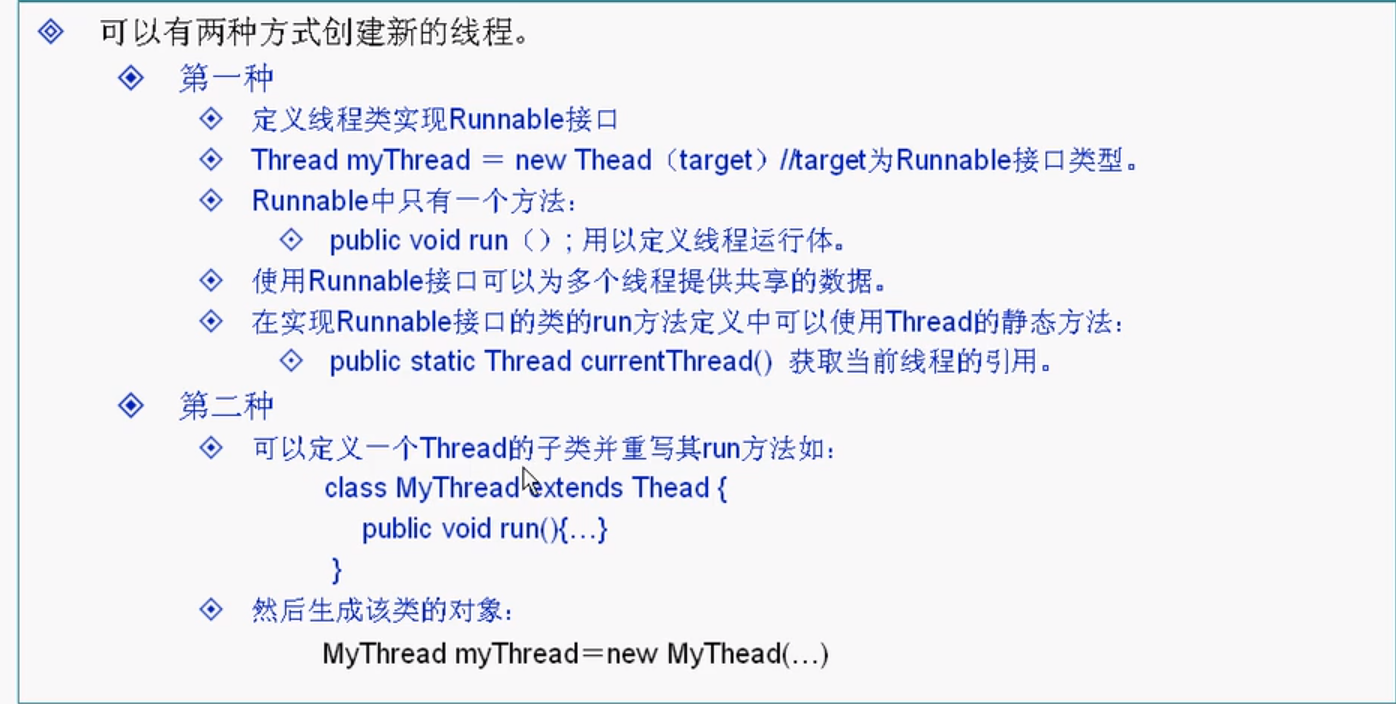 可以有两种方式创建新的线程。
第一种
定义线程类实现Runnable接口
Thread myThread = new Thead（target）//target为Runnable接口类型。
Runnable中只有一个方法：
public void run（）; 用以定义线程运行体。
使用Runnable接口可以为多个线程提供共享的数据。
在实现Runnable接口的类的run方法定义中可以使用Thread的静态方法：
public static Thread currentThread() 获取当前线程的引用。
第二种
可以定义一个Thread的子类并重写其run方法如：
class MyThread extends Thead {
public void run(){…}
}
然后生成该类的对象：
MyThread myThread＝new MyThead(…)